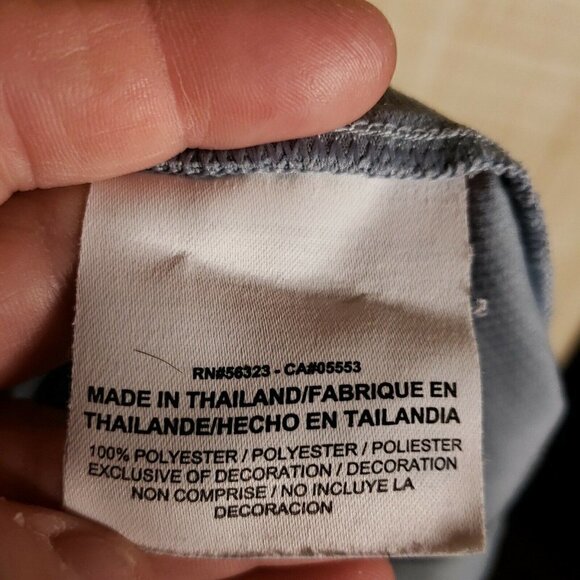 RN#56323 - CA#05553
MADE IN THAILAND/FABRIQUE EN
THAILANDE/HECHO EN TAILANDIA
100% POLYESTER / POLYESTER / POLIESTER
EXCLUSIVE OF DECORATION / DECORATION
NON COMPRISE / NO INCLUYE LA
DECORACION